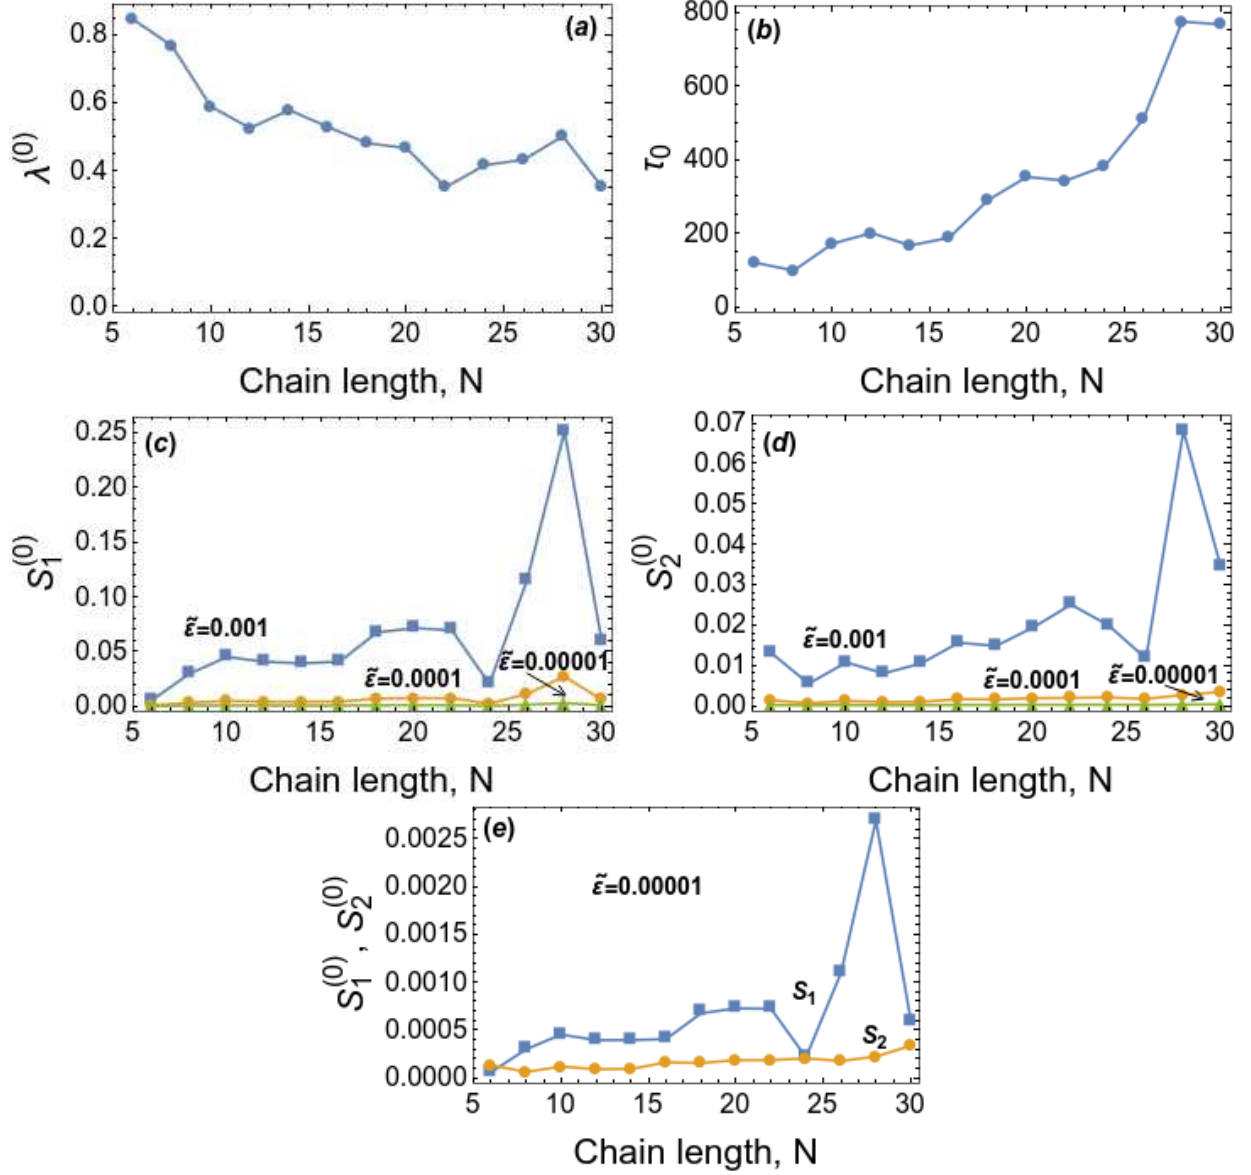 (a)
λ(0)
0.8
0.6
0.4
0.2
0.0
5 10 15 20 25 30
Chain length, N
(b)
τ0
800
600
400
200
0
5 10 15 20 25 30
Chain length, N
(c)
S1(0)
0.25
0.20
0.15
0.10
0.05
0.00
ε̃=0.001
ε̃=0.0001
ε̃=0.00001
5 10 15 20 25 30
Chain length, N
(d)
S2(0)
0.07
0.06
0.05
0.04
0.03
0.02
0.01
0.00
ε̃=0.001
ε̃=0.0001
ε̃=0.00001
5 10 15 20 25 30
Chain length, N
(e)
S1(0) , S2(0)
0.0025
0.0020
0.0015
0.0010
0.0005
0.0000
ε̃=0.00001
S1
S2
5 10 15 20 25 30
Chain length, N